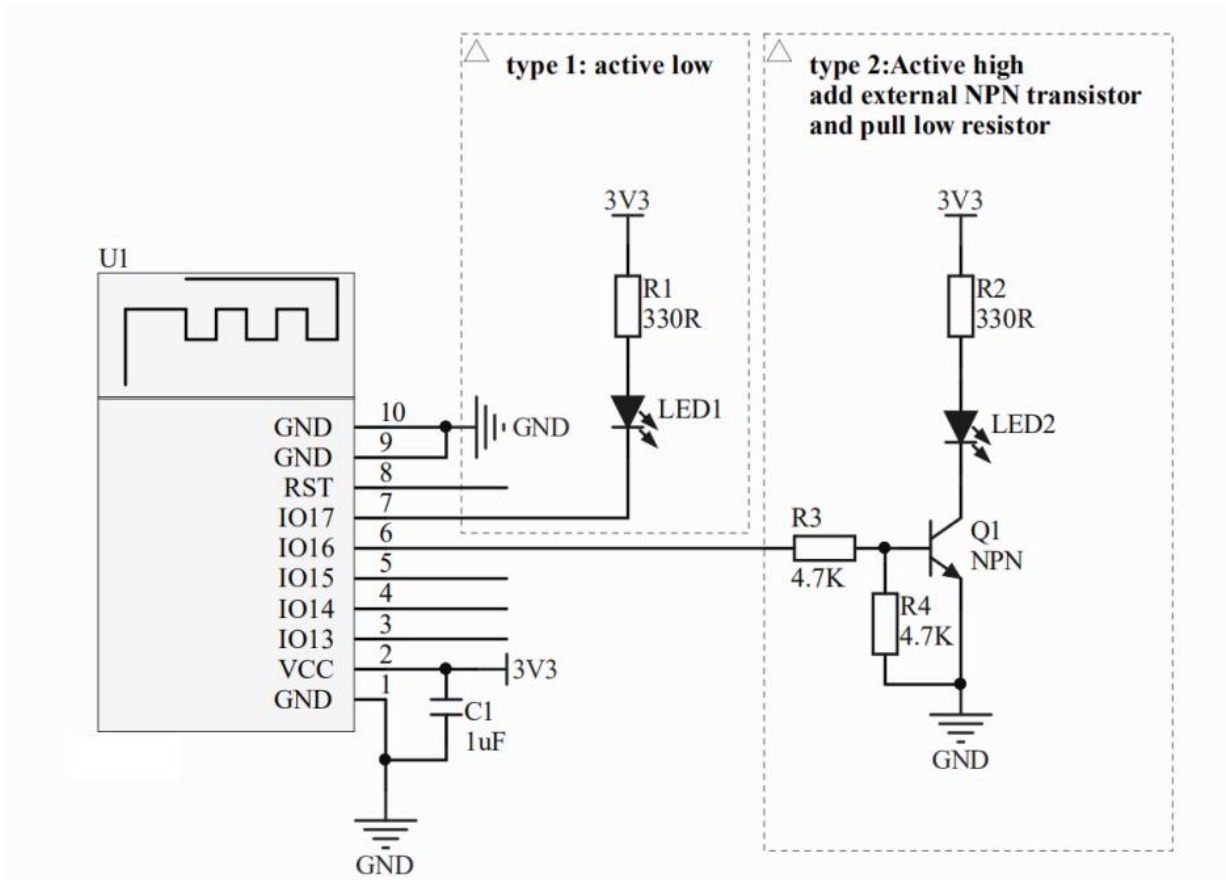 type 1: active low
type 2:Active high
add external NPN transistor
and pull low resistor
3V3
3V3
U1
R1
330R
R2
330R
LED1
LED2
GND 10
GND
GND 9
RST 8
IO17 7
IO16 6
IO15 5
IO14 4
IO13 3
VCC 2
3V3
GND 1
C1
1uF
GND
R3
4.7K
Q1
NPN
R4
4.7K
GND